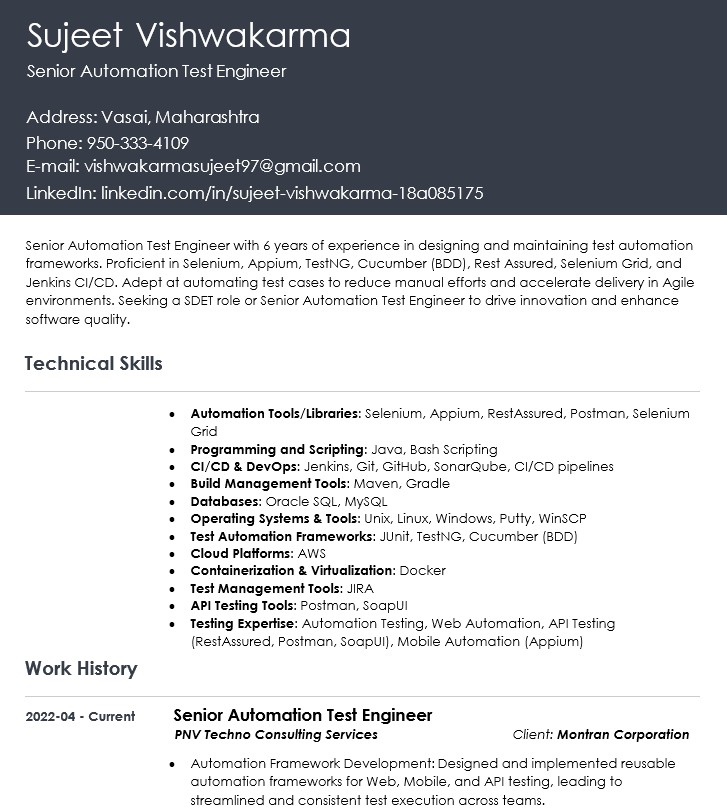 Sujeet Vishwakarma
Senior Automation Test Engineer
Address: Vasai, Maharashtra
Phone: 950-333-4109
E-mail: vishwakarmasujeet97@gmail.com
LinkedIn: linkedin.com/in/sujeet-vishwakarma-18a085175
Senior Automation Test Engineer with 6 years of experience in designing and maintaining test automation
frameworks. Proficient in Selenium, Appium, TestNG, Cucumber (BDD), Rest Assured, Selenium Grid, and
Jenkins CI/CD. Adept at automating test cases to reduce manual efforts and accelerate delivery in Agile
environments. Seeking a SDET role or Senior Automation Test Engineer to drive innovation and enhance
software quality.
Technical Skills
• Automation Tools/Libraries: Selenium, Appium, RestAssured, Postman, Selenium
Grid
• Programming and Scripting: Java, Bash Scripting
• CI/CD & DevOps: Jenkins, Git, GitHub, SonarQube, CI/CD pipelines
• Build Management Tools: Maven, Gradle
• Databases: Oracle SQL, MySQL
• Operating Systems & Tools: Unix, Linux, Windows, Putty, WinSCP
• Test Automation Frameworks: JUnit, TestNG, Cucumber (BDD)
• Cloud Platforms: AWS
• Containerization & Virtualization: Docker
• Test Management Tools: JIRA
• API Testing Tools: Postman, SoapUI
• Testing Expertise: Automation Testing, Web Automation, API Testing
(RestAssured, Postman, SoapUI), Mobile Automation (Appium)
Work History
2022-04 - Current Senior Automation Test Engineer
PNV Techno Consulting Services Client: Montran Corporation
• Automation Framework Development: Designed and implemented reusable
automation frameworks for Web, Mobile, and API testing, leading to
streamlined and consistent test execution across teams.